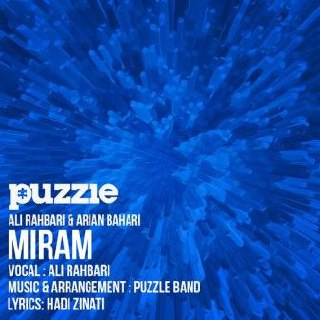 puzzle
ALI RAHBARI & ARIAN BAHARI
MIRAM
VOCAL : ALI RAHBARI
MUSIC & ARRANGEMENT : PUZZLE BAND
LYRICS: HADI ZINATI